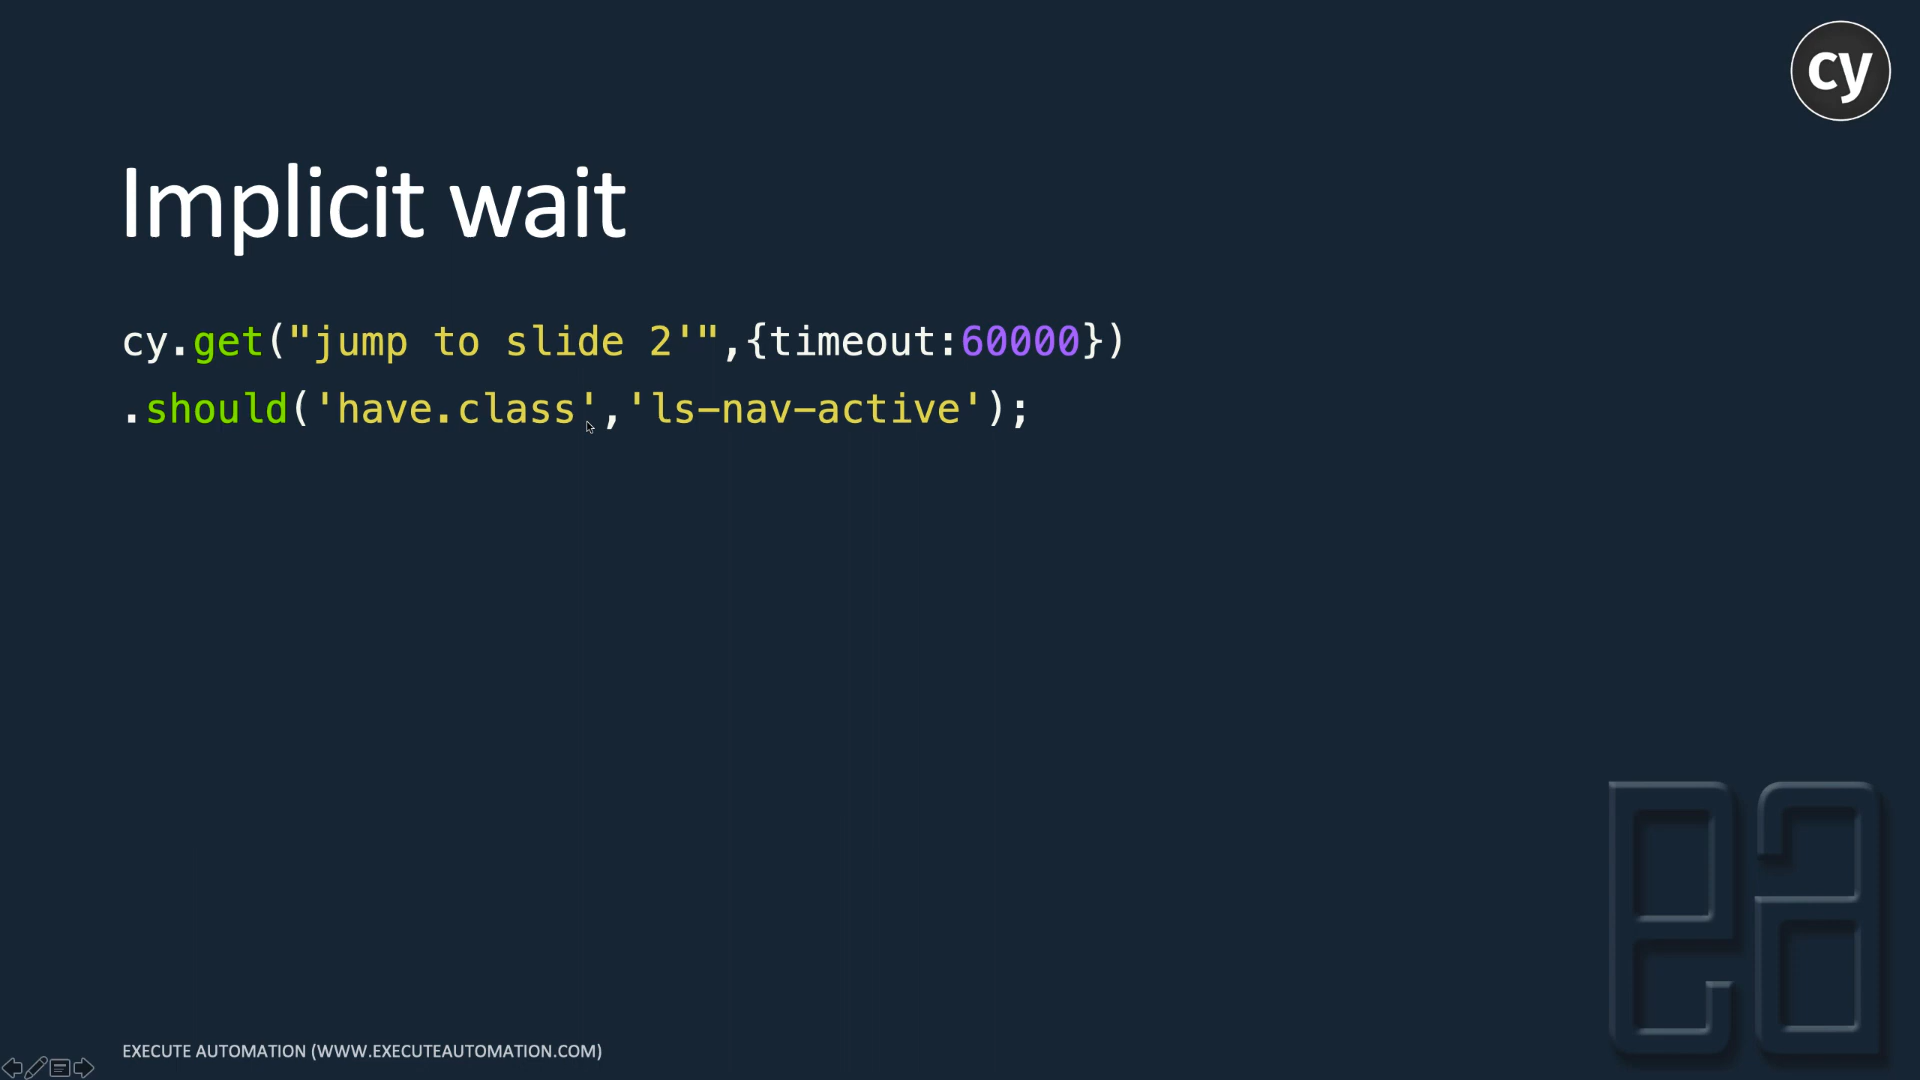 cy
Implicit wait
cy.get("jump to slide 2'",{timeout:60000})
.should('have.class','ls-nav-active');
EXECUTE AUTOMATION (WWW.EXECUTEAUTOMATION.COM)
ea